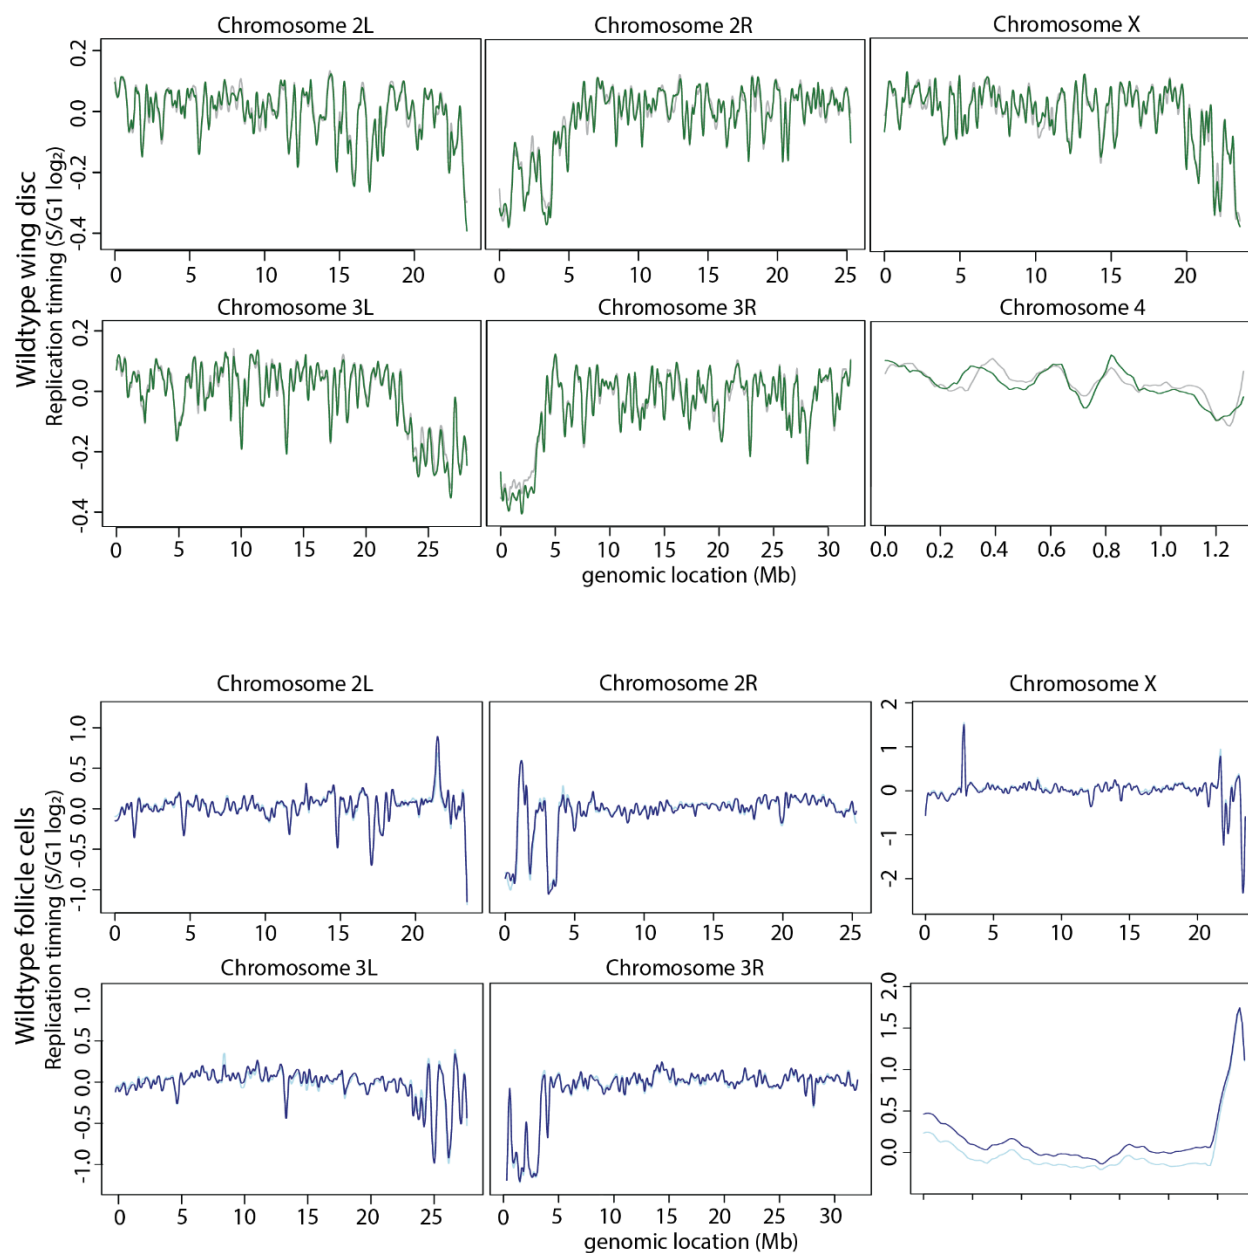 Chromosome 2L Chromosome 2R Chromosome X
Wildtype wing disc
Replication timing (S/G1 log₂)
0.2
0.0
-0.2
-0.4
0 5 10 15 20 0 5 10 15 20 25 0 5 10 15 20
Chromosome 3L Chromosome 3R Chromosome 4
0.2
0.0
-0.2
-0.4
0 5 10 15 20 25 0 5 10 15 20 25 30 0.0 0.2 0.4 0.6 0.8 1.0 1.2
genomic location (Mb)
Chromosome 2L Chromosome 2R Chromosome X
Wildtype follicle cells
Replication timing (S/G1 log₂)
1.0
0.5
0.0
-0.5
-1.0
2
1
0
-1
-2
0 5 10 15 20 0 5 10 15 20 25 0 5 10 15 20
Chromosome 3L Chromosome 3R
1.0
0.5
0.0
-0.5
-1.0
2.0
1.5
1.0
0.5
0.0
0 5 10 15 20 25 0 5 10 15 20 25 30
genomic location (Mb)